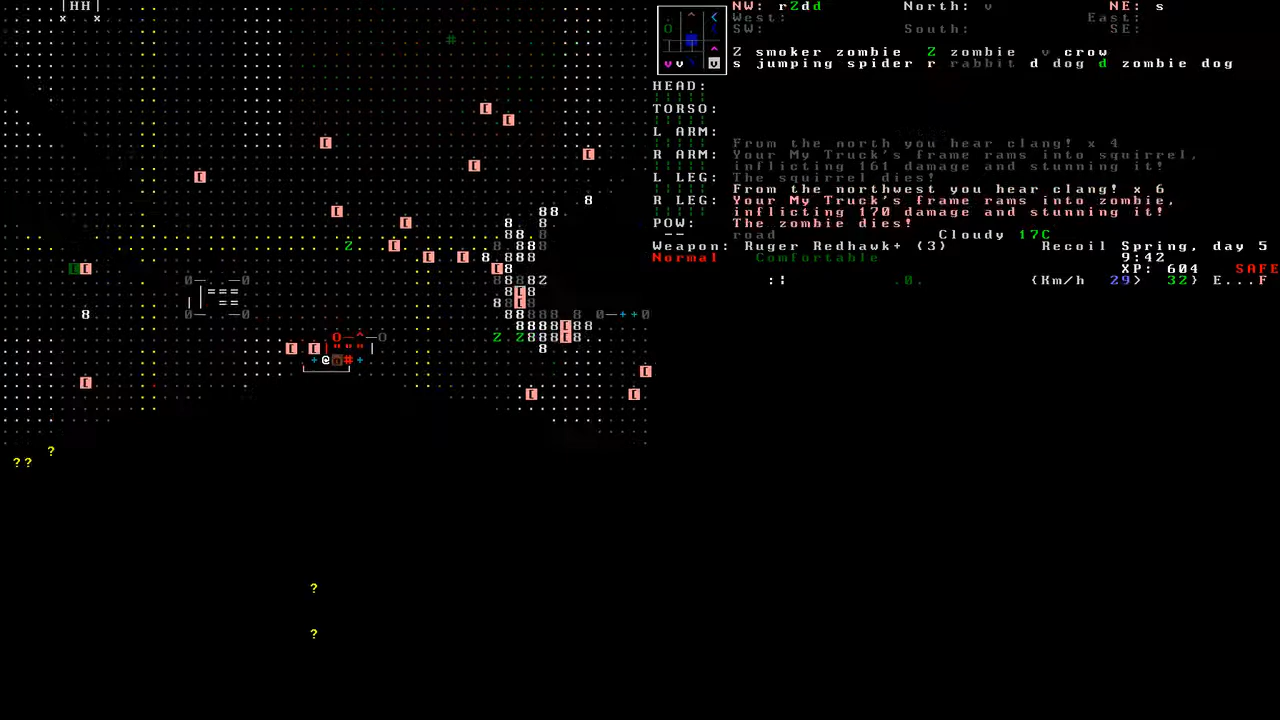 NW: rZdd North: v NE: s
West: East:
SW: South: SE:
Z smoker zombie Z zombie v crow
s jumping spider r rabbit d dog d zombie dog
HEAD:
TORSO:
L ARM:
From the north you hear clang! x 4
R ARM: Your My Truck's frame rams into squirrel,
inflicting 161 damage and stunning it!
L LEG: The squirrel dies!
From the northwest you hear clang! x 6
R LEG: Your My Truck's frame rams into zombie,
inflicting 170 damage and stunning it!
POW: The zombie dies!
-- road Cloudy 17C
Weapon: Ruger Redhawk+ (3) Recoil Spring, day 5
Normal Comfortable 9:42
XP: 604 SAFE
{Km/h 29> 32} E...F